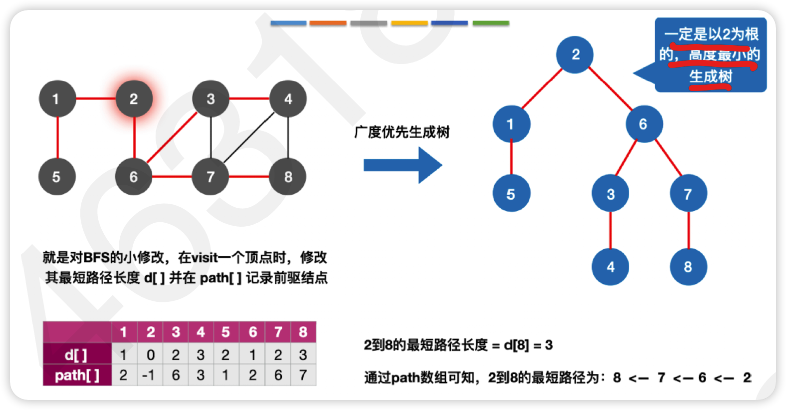 一定是以2为根
的，高度最小的
生成树
2
1 2 3 4
1 6
广度优先生成树
5 6 7 8
5 3 7
4 8
就是对BFS的小修改，在visit一个顶点时，修改
其最短路径长度 d[ ] 并在 path[ ] 记录前驱结点
1 2 3 4 5 6 7 8
d[ ] 1 0 2 3 2 1 2 3
path[ ] 2 -1 6 3 1 2 6 7
2到8的最短路径长度 = d[8] = 3
通过path数组可知，2到8的最短路径为：8 <— 7 <— 6 <— 2